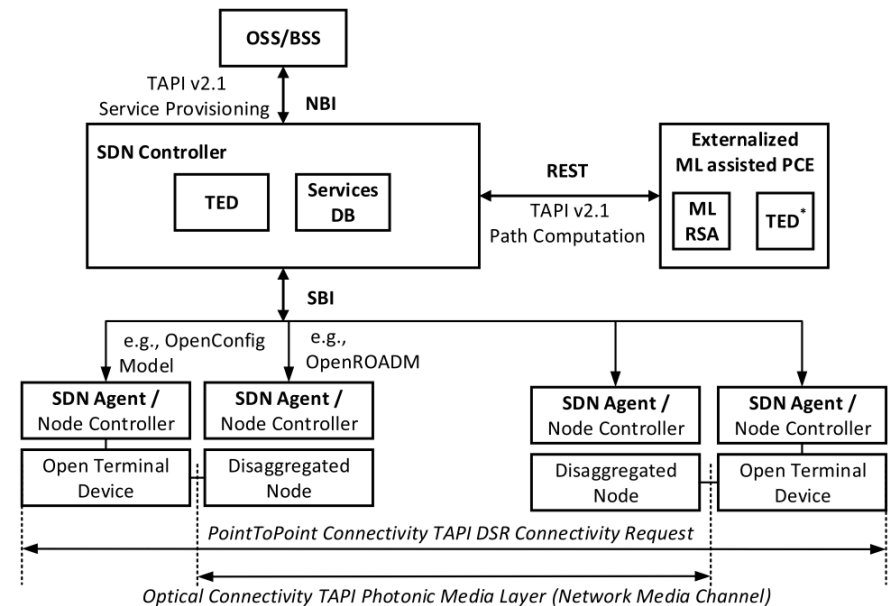 OSS/BSS
TAPI v2.1
Service Provisioning
NBI
SDN Controller
TED
Services
DB
REST
TAPI v2.1
Path Computation
Externalized
ML assisted PCE
ML
RSA
TED*
SBI
e.g., OpenConfig
Model
e.g.,
OpenROADM
SDN Agent /
Node Controller
SDN Agent /
Node Controller
SDN Agent /
Node Controller
SDN Agent /
Node Controller
Open Terminal
Device
Disaggregated
Node
Disaggregated
Node
Open Terminal
Device
PointToPoint Connectivity TAPI DSR Connectivity Request
Optical Connectivity TAPI Photonic Media Layer (Network Media Channel)